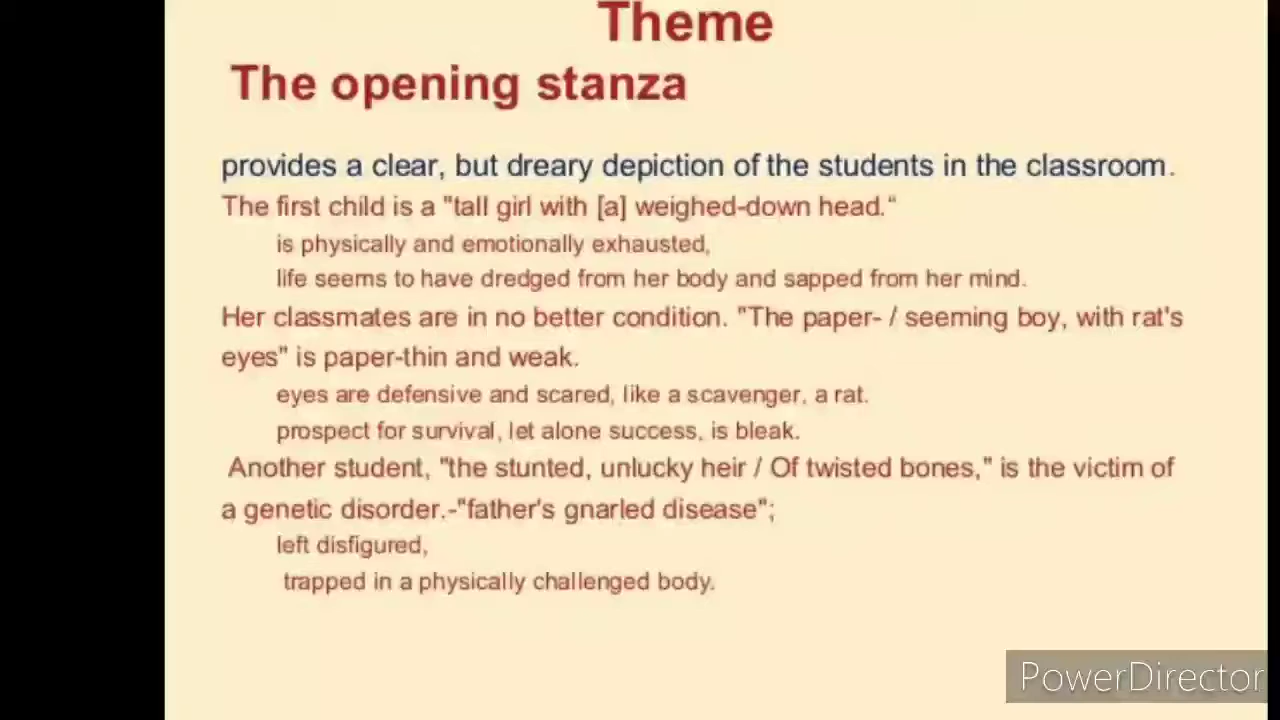 Theme
The opening stanza
provides a clear, but dreary depiction of the students in the classroom.
The first child is a "tall girl with [a] weighed-down head.“
is physically and emotionally exhausted,
life seems to have dredged from her body and sapped from her mind.
Her classmates are in no better condition. "The paper- / seeming boy, with rat's
eyes" is paper-thin and weak.
eyes are defensive and scared, like a scavenger, a rat.
prospect for survival, let alone success, is bleak.
Another student, "the stunted, unlucky heir / Of twisted bones," is the victim of
a genetic disorder.-"father's gnarled disease";
left disfigured,
trapped in a physically challenged body.
PowerDirector